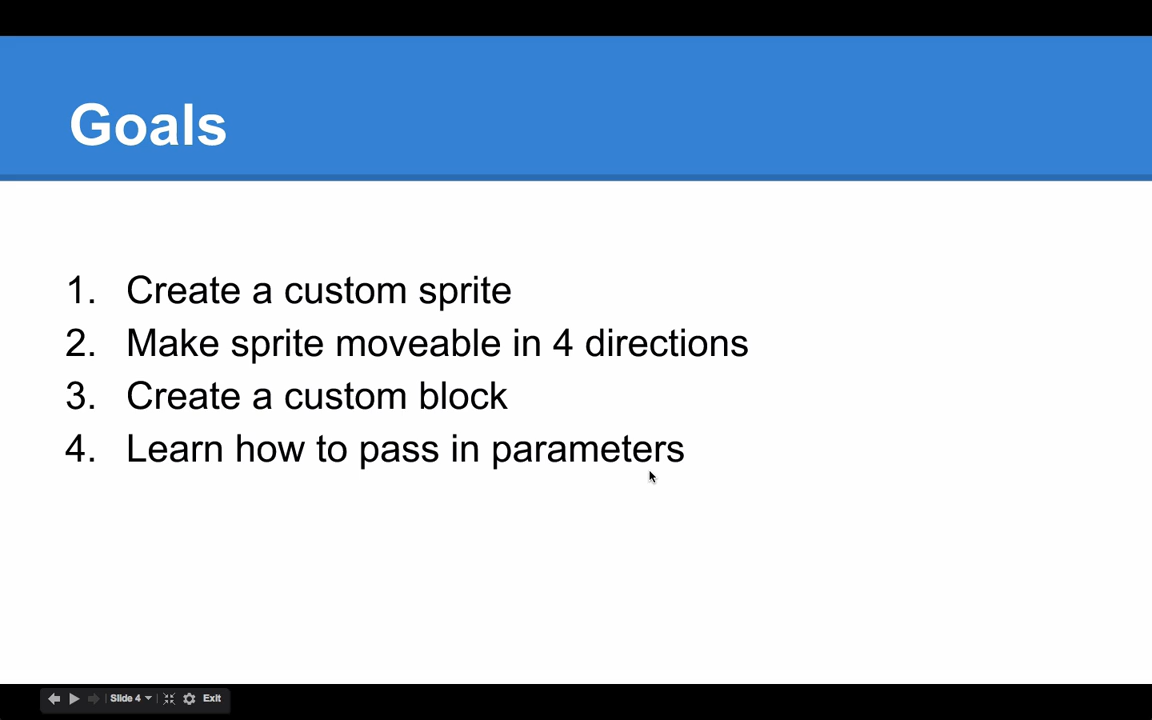 Goals
1. Create a custom sprite
2. Make sprite moveable in 4 directions
3. Create a custom block
4. Learn how to pass in parameters
Slide 4 Exit